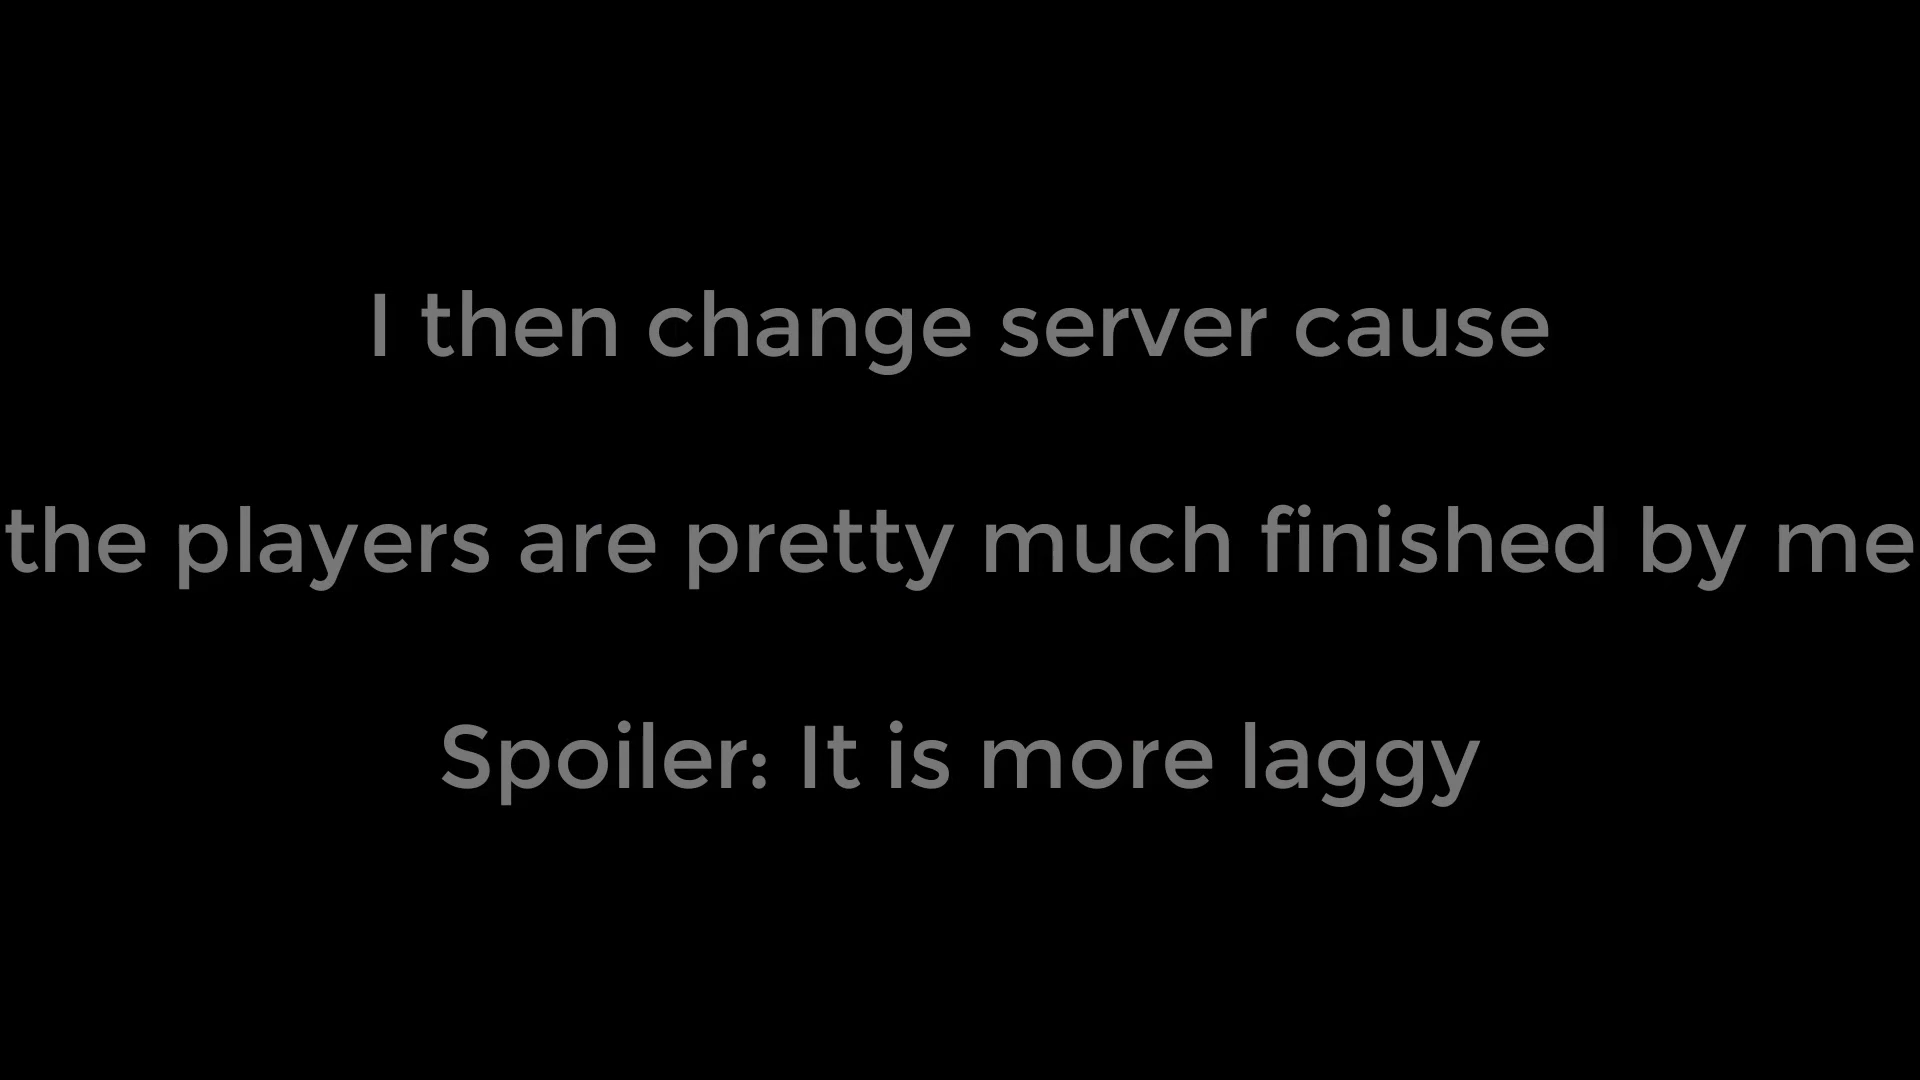 I then change server cause
the players are pretty much finished by me
Spoiler: It is more laggy